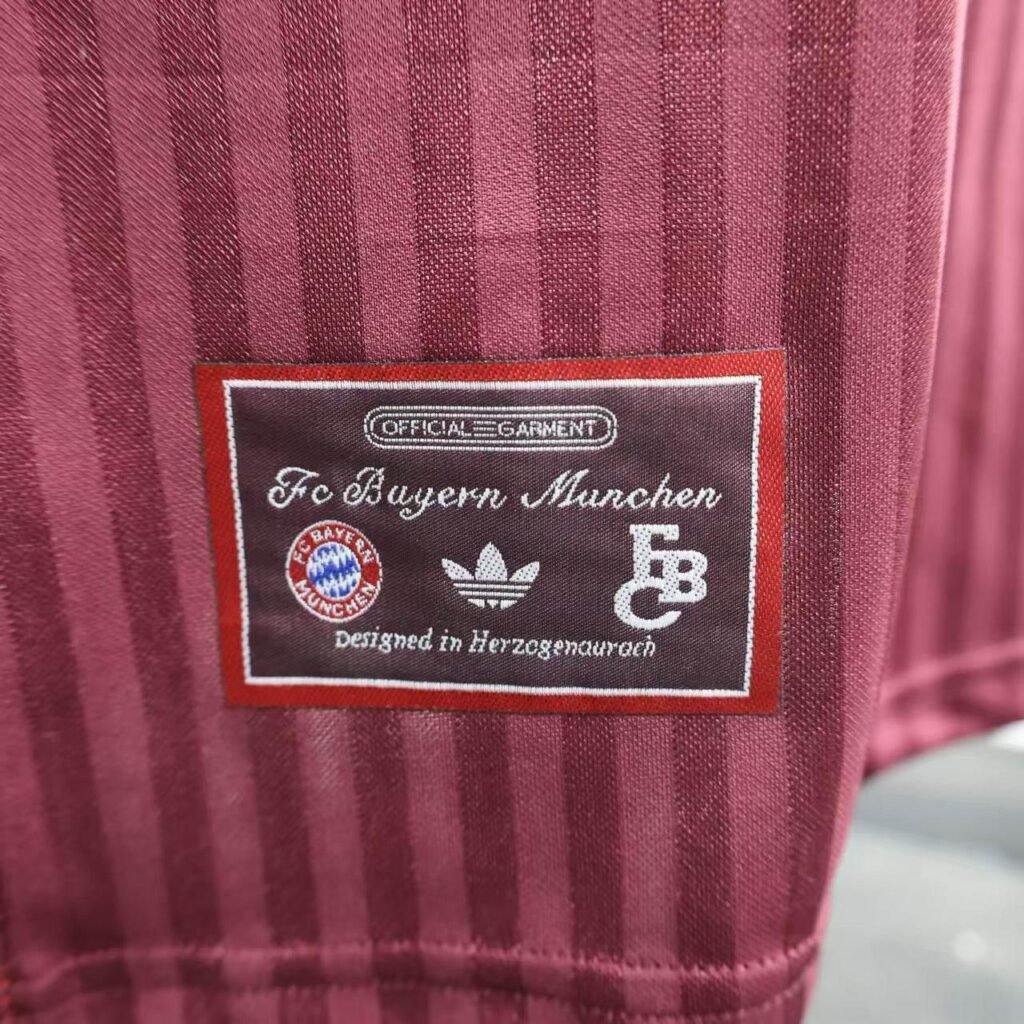 OFFICIAL GARMENT
Fc Bayern Munchen
FC BAYERN
MÜNCHEN
FCB
Designed in Herzogenaurach